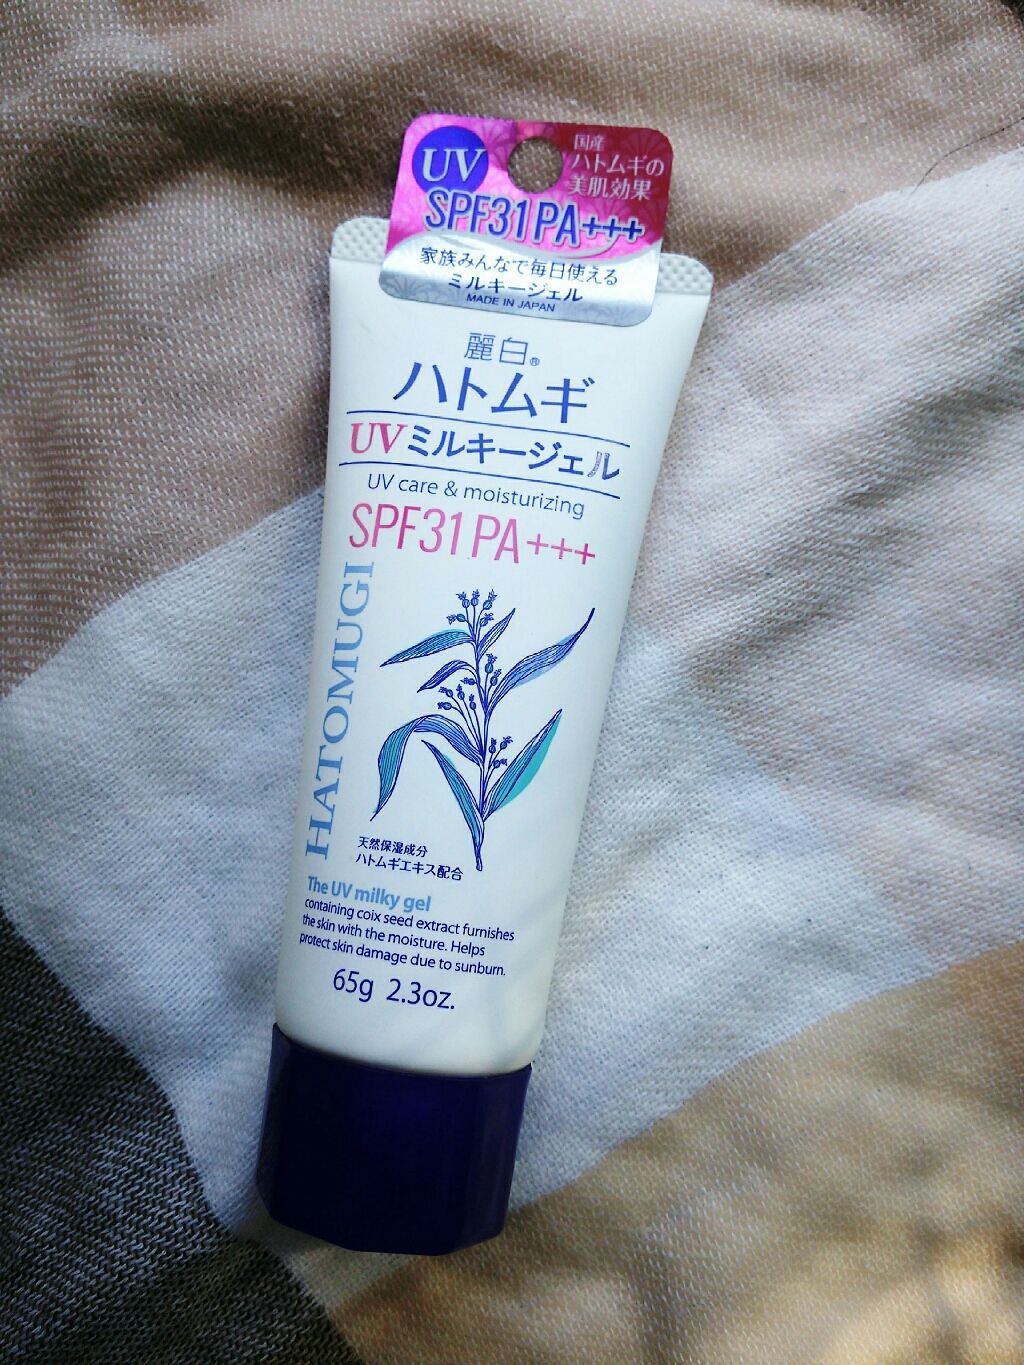 UV
国産
ハトムギの
美肌効果
SPF31 PA+++
家族みんなで毎日使える
ミルキージェル
MADE IN JAPAN
麗白®
ハトムギ
UVミルキージェル
UV care & moisturizing
SPF31 PA+++
HATOMUGI
天然保湿成分
ハトムギエキス配合
The UV milky gel
containing coix seed extract furnishes
the skin with the moisture. Helps
protect skin damage due to sunburn.
65g 2.3oz.